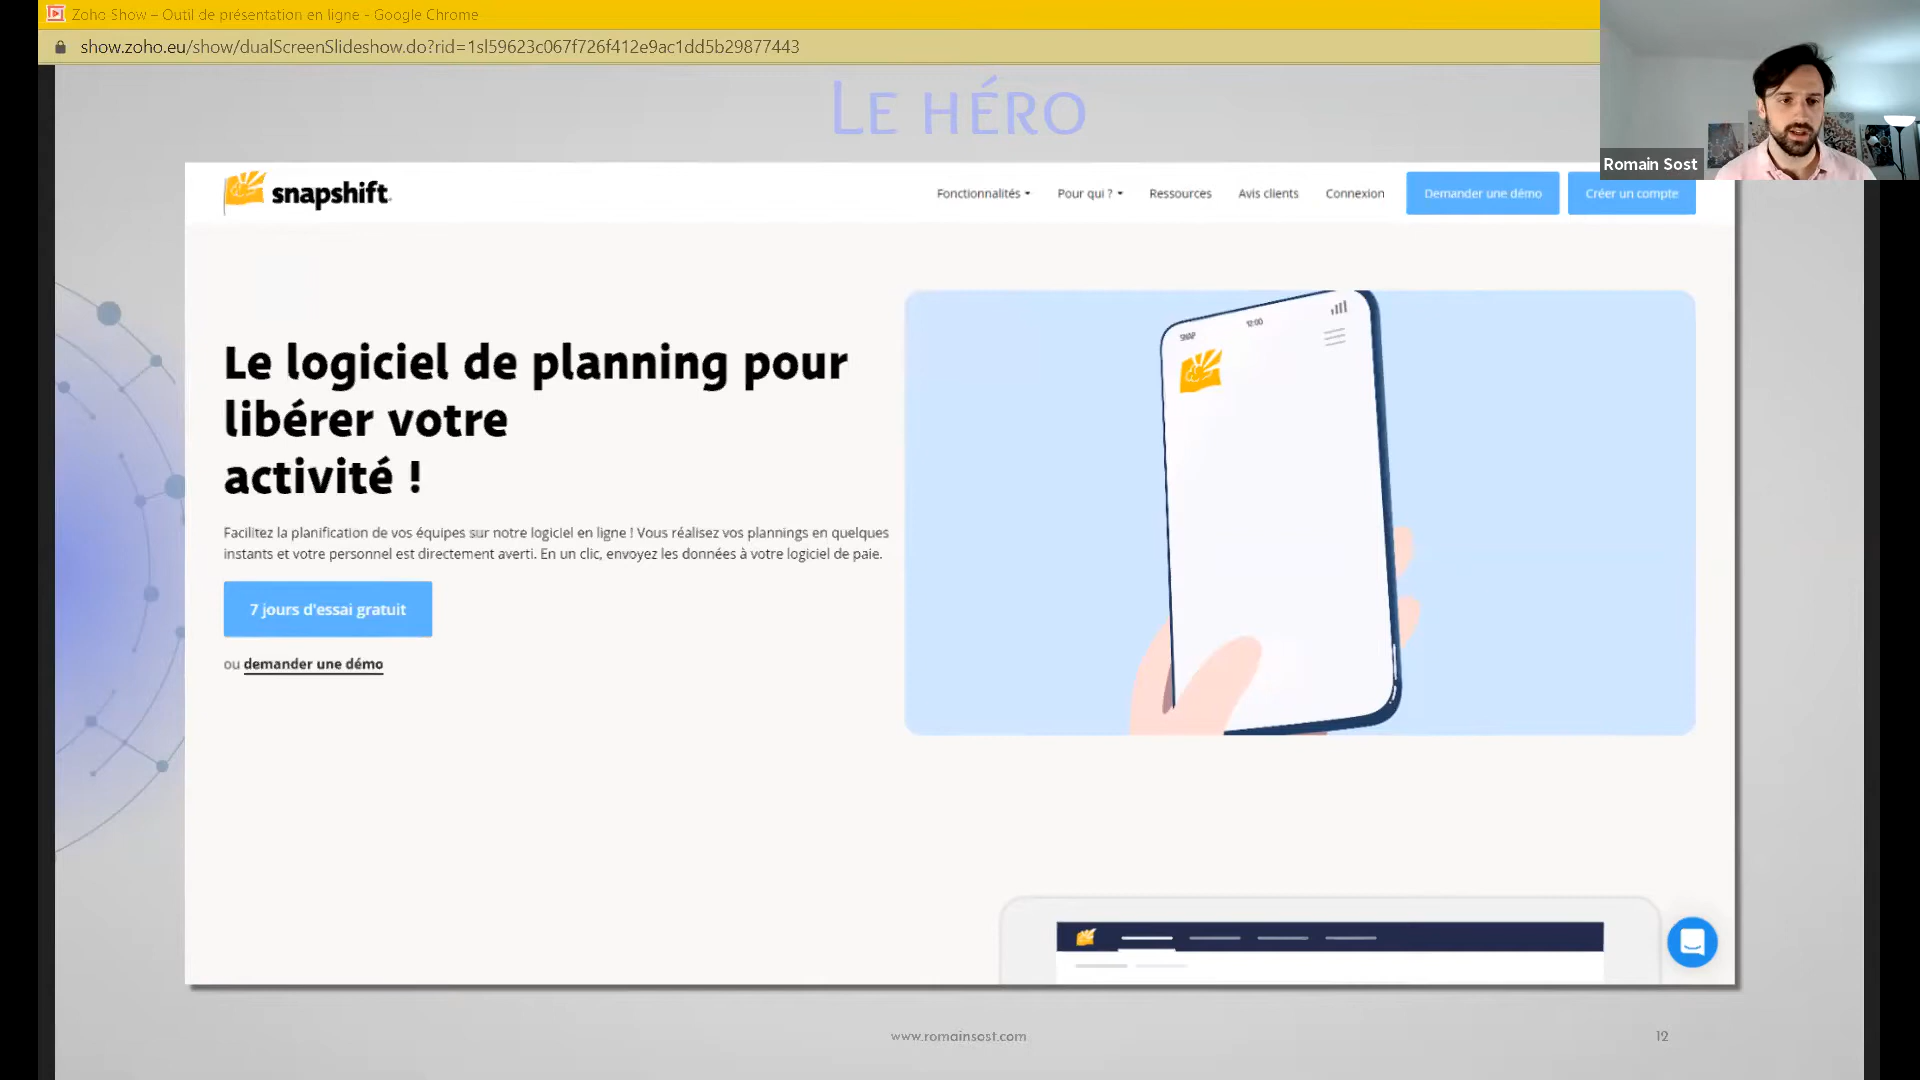 Zoho Show – Outil de présentation en ligne - Google Chrome
show.zoho.eu/show/dualScreenSlideshow.do?rid=1sl59623c067f726f412e9ac1dd5b29877443
Le héro
Romain Sost
snapshift
Fonctionnalités Pour qui ? Ressources Avis clients Connexion Demander une démo Créer un compte
Le logiciel de planning pour
libérer votre
activité !
SNAP 12:00
Facilitez la planification de vos équipes sur notre logiciel en ligne ! Vous réalisez vos plannings en quelques
instants et votre personnel est directement averti. En un clic, envoyez les données à votre logiciel de paie.
7 jours d'essai gratuit
ou demander une démo
www.romainsost.com
12